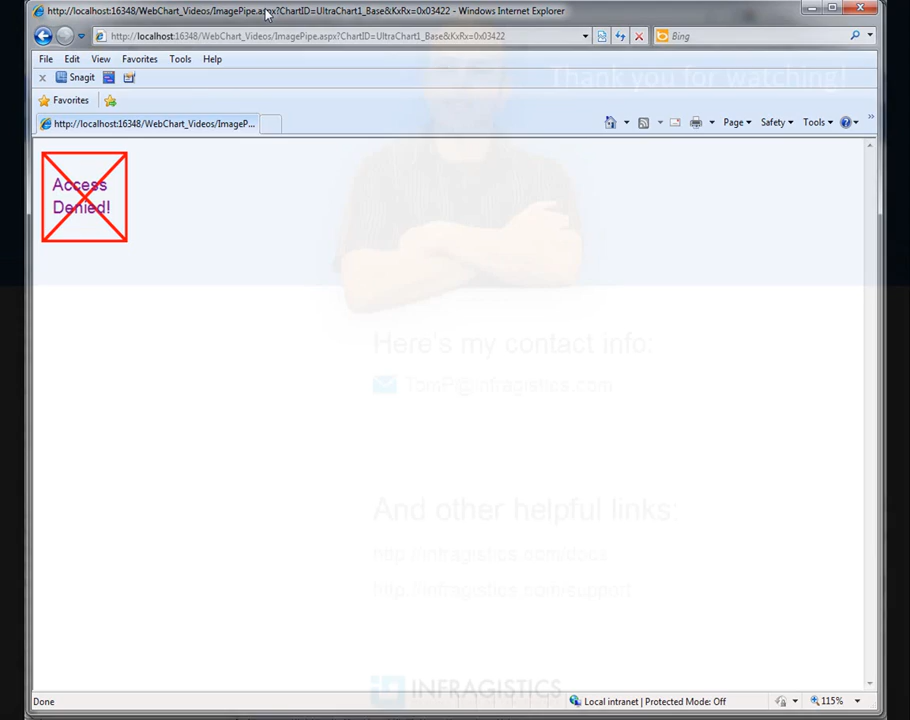 http://localhost:16348/WebChart_Videos/ImagePipe.aspx?ChartID=UltraChart1_Base&KxRx=0x03422 - Windows Internet Explorer
http://localhost:16348/WebChart_Videos/ImagePipe.aspx?ChartID=UltraChart1_Base&KxRx=0x03422
Bing
File Edit View Favorites Tools Help
Thank you for watching!
Snagit
Favorites
http://localhost:16348/WebChart_Videos/ImageP...
Page Safety Tools
Access
Denied!
Here's my contact info:
TomP@infragistics.com
And other helpful links:
http://infragistics.com/docs
http://infragistics.com/support
INFRAGISTICS
Done Local intranet | Protected Mode: Off 115%